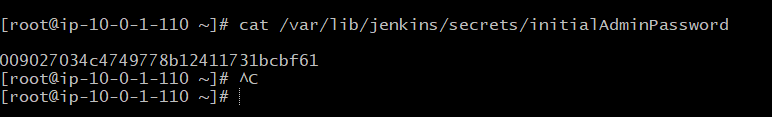 [root@ip-10-0-1-110 ~]# cat /var/lib/jenkins/secrets/initialAdminPassword
009027034c4749778b12411731bcbf61
[root@ip-10-0-1-110 ~]# ^C
[root@ip-10-0-1-110 ~]#